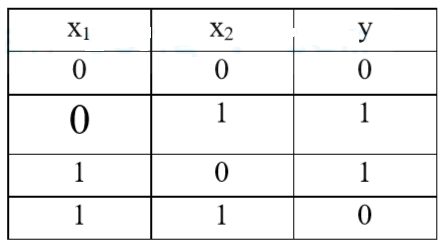 x₁ x₂ y
0 0 0
0 1 1
1 0 1
1 1 0